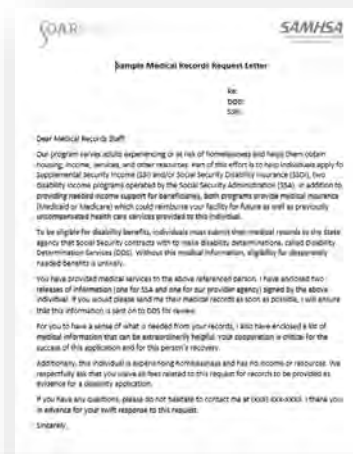 SOAR
SAMHSA
Sample Medical Records Request Letter
Re:
DOB:
SSN:
Dear Medical Records Staff:
Our program serves adults experiencing or at risk of homelessness and helps them obtain
housing, income, services, and other resources. Part of this effort is to help individuals apply fo
Supplemental Security Income (SSI) and/or Social Security Disability Insurance (SSDI), two
disability income programs operated by the Social Security Administration (SSA). In addition to
providing needed income support for beneficiaries, both programs provide medical insurance
(Medicaid or Medicare) which could reimburse your facility for future as well as previously
uncompensated health care services provided to this individual.
To be eligible for disability benefits, individuals must submit their medical records to the State
agency that Social Security contracts with to make disability determinations, called Disability
Determination Services (DDS). Without this medical information, eligibility for desperately
needed benefits is unlikely.
You have provided medical services to the above referenced person. I have enclosed two
releases of information (one for SSA and one for our provider agency) signed by the above
individual. If you would please send me their medical records as soon as possible, I will ensure
that this information is sent on to DDS for review.
For you to have a sense of what is needed from your records, I also have enclosed a list of
medical information that can be extraordinarily helpful. Your cooperation is critical for the
success of this application and for this person's recovery.
Additionally, this individual is experiencing homelessness and has no income or resources. We
respectfully ask that you waive all fees related to this request for records to be provided as
evidence for a disability application.
If you have any questions, please do not hesitate to contact me at (XXX) XXX-XXXX. I thank you
in advance for your swift response to this request.
Sincerely,